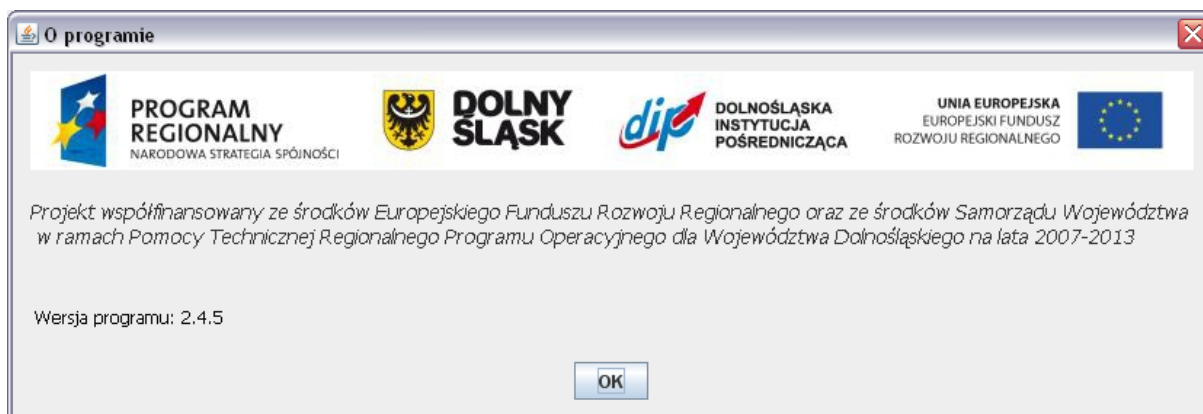 O programie
PROGRAM
REGIONALNY
NARODOWA STRATEGIA SPÓJNOŚCI
DOLNY
ŚLĄSK
dip
DOLNOŚLĄSKA
INSTYTUCJA
POŚREDNICZĄCA
UNIA EUROPEJSKA
EUROPEJSKI FUNDUSZ
ROZWOJU REGIONALNEGO
Projekt współfinansowany ze środków Europejskiego Funduszu Rozwoju Regionalnego oraz ze środków Samorządu Województwa
w ramach Pomocy Technicznej Regionalnego Programu Operacyjnego dla Województwa Dolnośląskiego na lata 2007-2013
Wersja programu: 2.4.5
OK